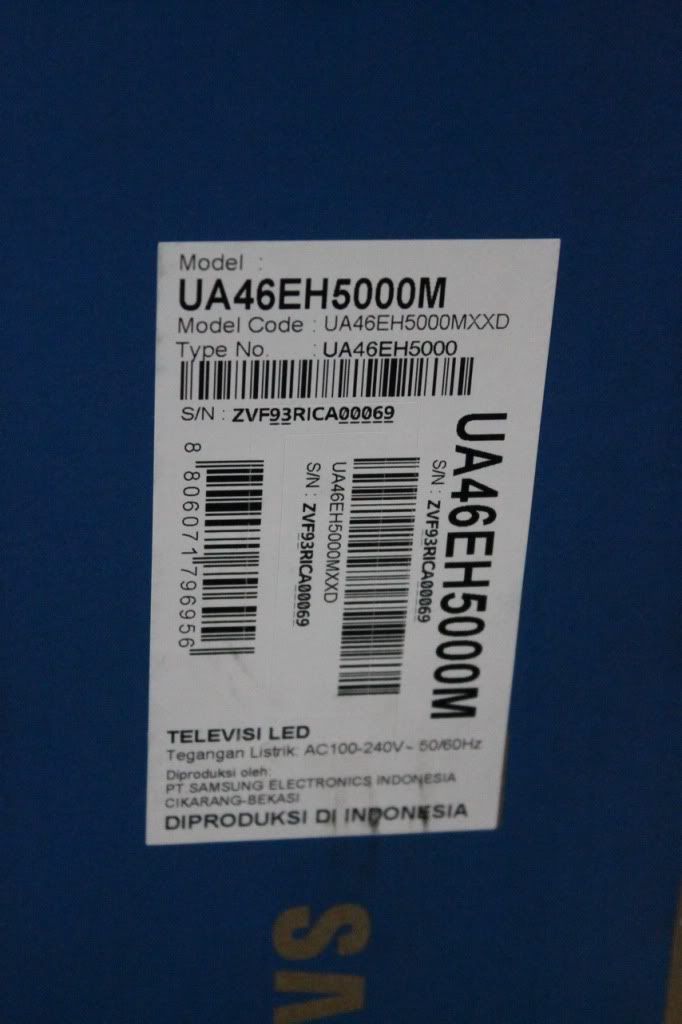 Model :
UA46EH5000M
Model Code : UA46EH5000MXXD
Type No. : UA46EH5000
S/N : ZVF93RICA00069
8 806071 796956
UA46EH5000MXXD
S/N : ZVF93RICA00069
S/N : ZVF93RICA00069
UA46EH5000M
TELEVISI LED
Tegangan Listrik: AC100-240V~ 50/60Hz
Diproduksi oleh:
PT SAMSUNG ELECTRONICS INDONESIA
CIKARANG-BEKASI
DIPRODUKSI DI INDONESIA